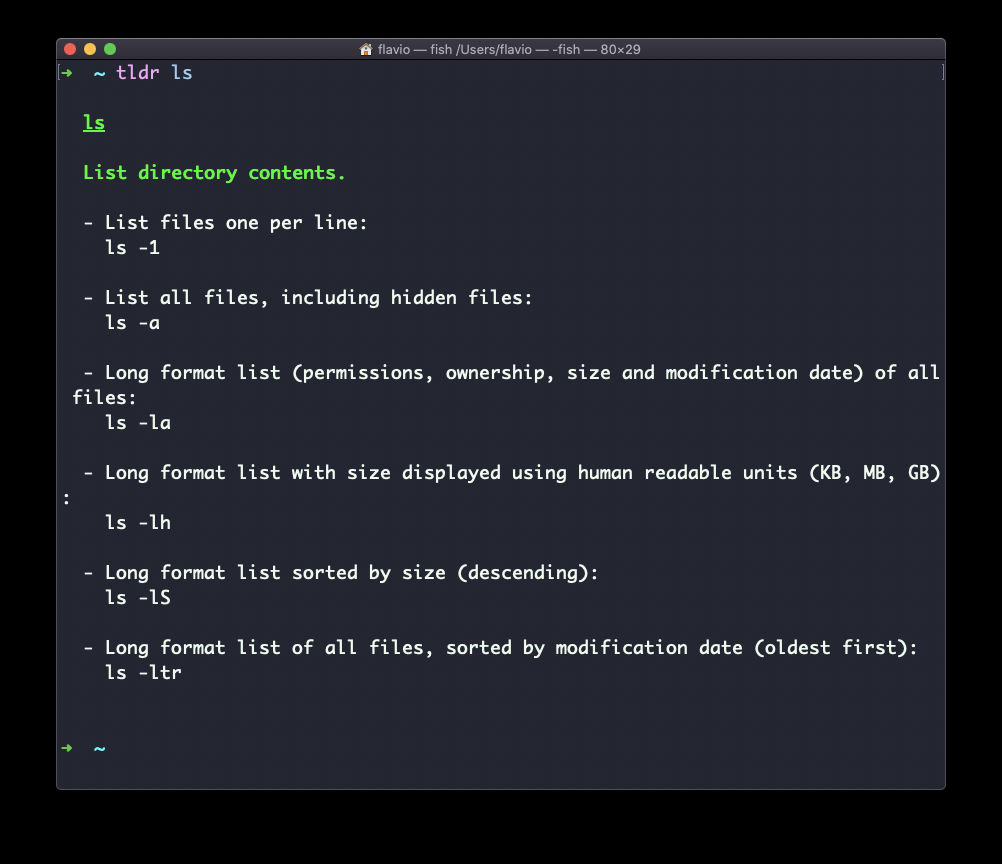 flavio — fish /Users/flavio — -fish — 80×29
[➜  ~ tldr ls ]
ls
List directory contents.
- List files one per line:
ls -1
- List all files, including hidden files:
ls -a
- Long format list (permissions, ownership, size and modification date) of all
files:
ls -la
- Long format list with size displayed using human readable units (KB, MB, GB)
:
ls -lh
- Long format list sorted by size (descending):
ls -lS
- Long format list of all files, sorted by modification date (oldest first):
ls -ltr
➜  ~